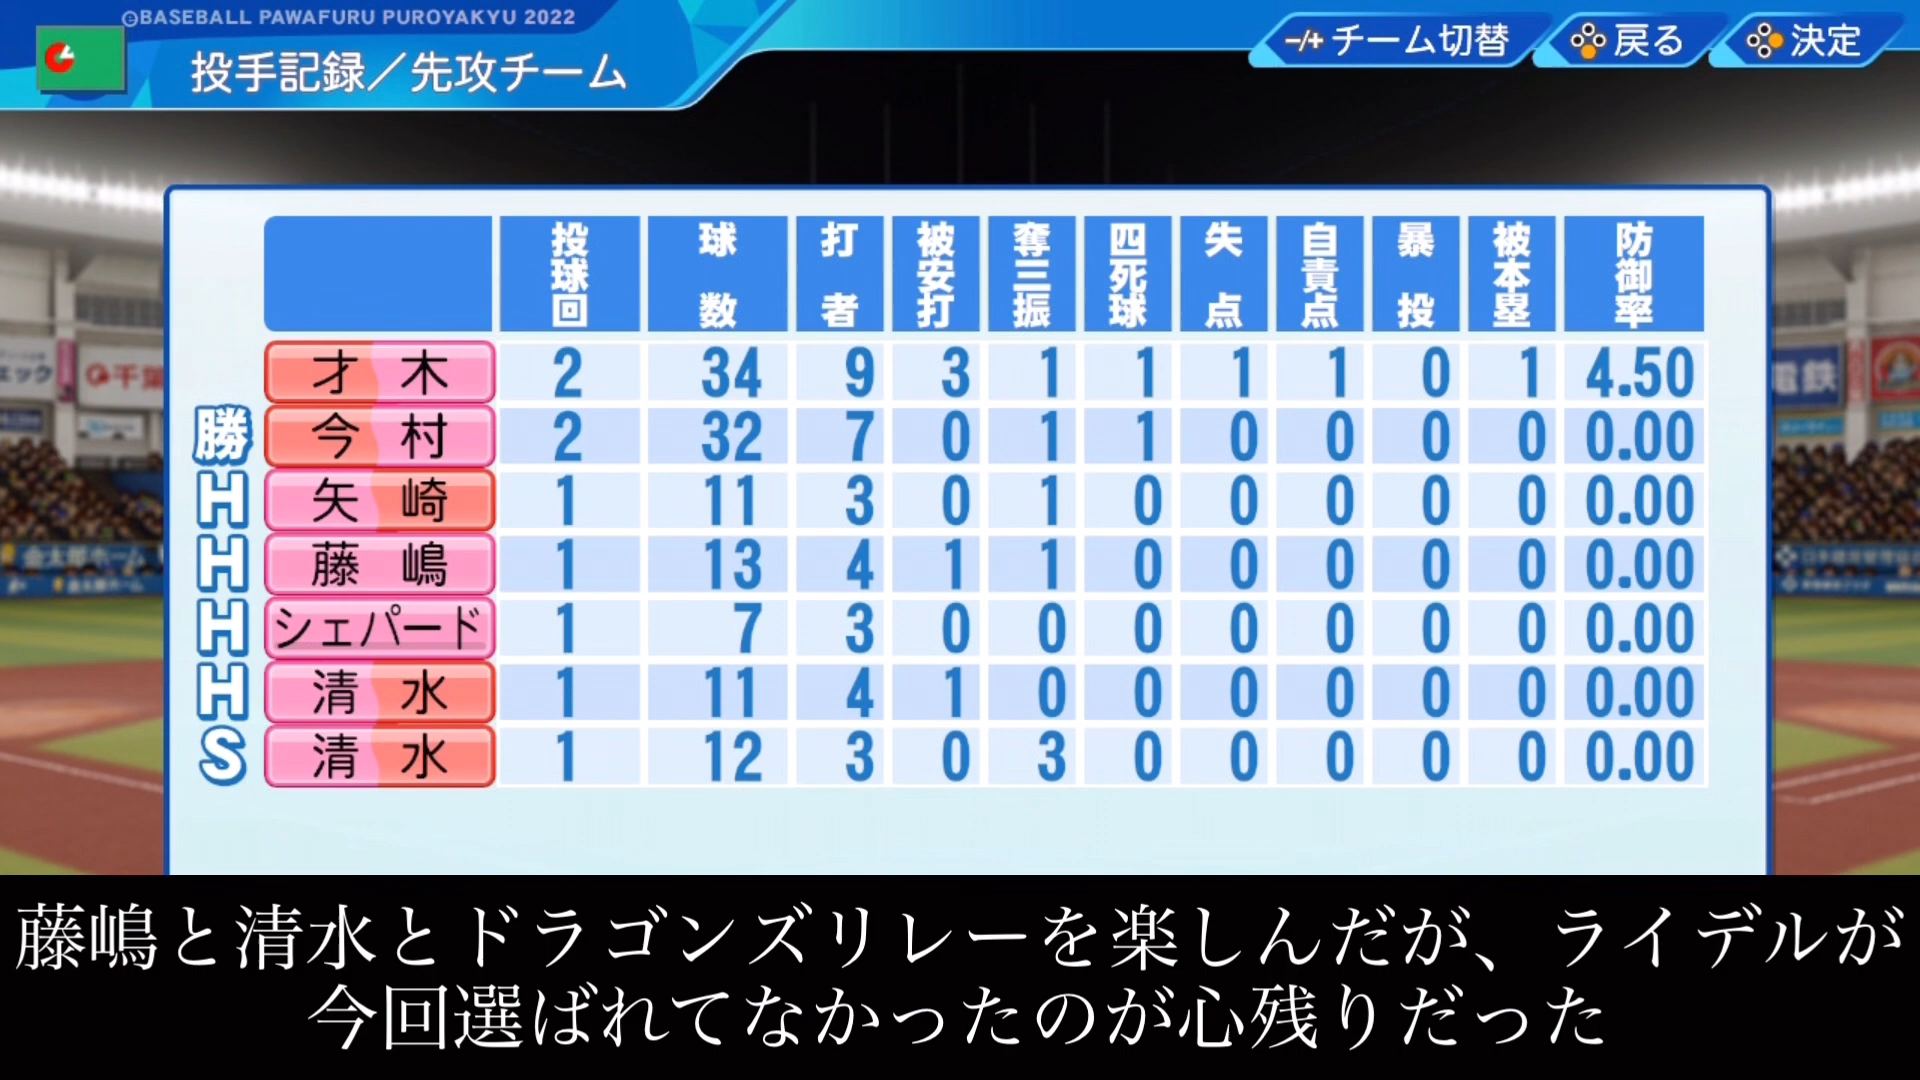 ©BASEBALL PAWAFURU PUROYAKYU 2022
投手記録／先攻チーム
-/+ チーム切替 戻る 決定
投球回 球数 打者 被安打 奪三振 四死球 失点 自責点 暴投 被本塁 防御率
才木 2 34 9 3 1 1 1 1 0 1 4.50
勝 今村 2 32 7 0 1 1 0 0 0 0 0.00
H 矢崎 1 11 3 0 1 0 0 0 0 0 0.00
H 藤嶋 1 13 4 1 1 0 0 0 0 0 0.00
H シェパード 1 7 3 0 0 0 0 0 0 0 0.00
H 清水 1 11 4 1 0 0 0 0 0 0 0.00
S 清水 1 12 3 0 3 0 0 0 0 0 0.00
千葉
電鉄
金太郎ホーム
藤嶋と清水とドラゴンズリレーを楽しんだが、ライデルが
今回選ばれてなかったのが心残りだった